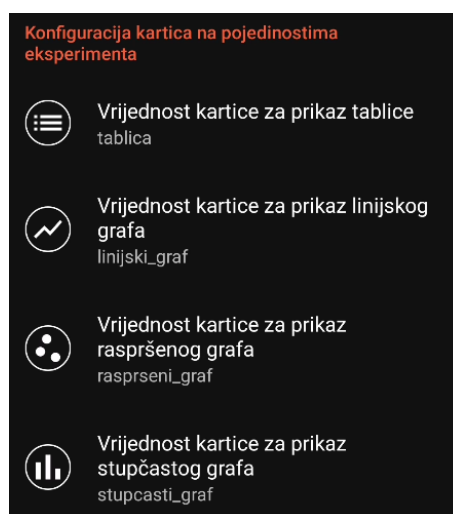 Konfiguracija kartica na pojedinostima
eksperimenta
Vrijednost kartice za prikaz tablice
tablica
Vrijednost kartice za prikaz linijskog
grafa
linijski_graf
Vrijednost kartice za prikaz
raspršenog grafa
rasprseni_graf
Vrijednost kartice za prikaz
stupčastog grafa
stupcasti_graf